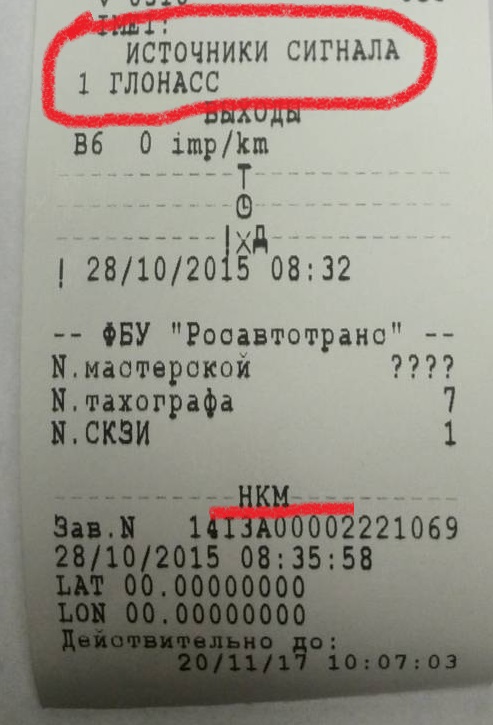 ИСТОЧНИКИ СИГНАЛА
1 ГЛОНАСС
ВЫХОДЫ
В6 0 imp/km
Т
! 28/10/2015 08:32
-- ФБУ "Росавтотранс" --
N.мастерской ????
N.тахографа 7
N.СКЗИ 1
НКМ
Зав.N 14I3A00002221069
28/10/2015 08:35:58
LAT 00.00000000
LON 00.00000000
Действительно до:
20/11/17 10:07:03